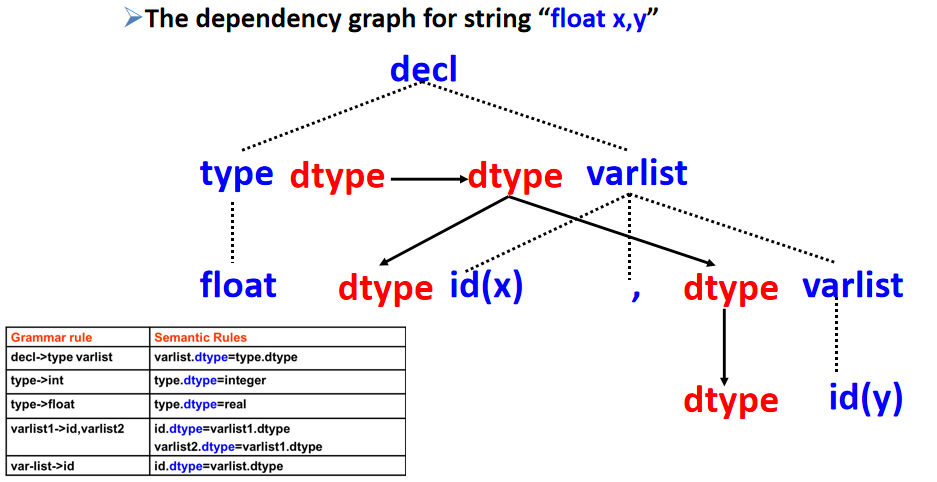 ➢The dependency graph for string “float x,y”
decl
type dtype dtype varlist
float dtype id(x) , dtype varlist
dtype id(y)
Grammar rule Semantic Rules
decl->type varlist varlist.dtype=type.dtype
type->int type.dtype=integer
type->float type.dtype=real
varlist1->id,varlist2 id.dtype=varlist1.dtype
varlist2.dtype=varlist1.dtype
var-list->id id.dtype=varlist.dtype